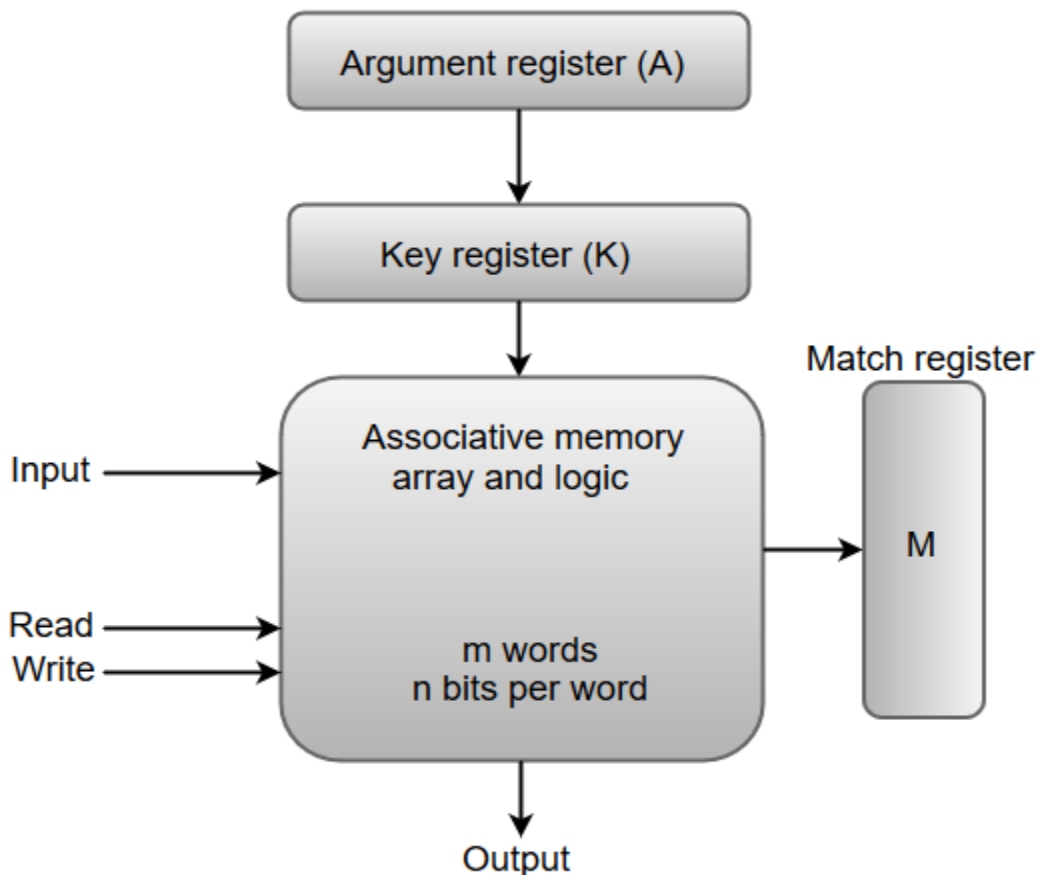 Argument register (A)
Key register (K)
Match register
Associative memory
array and logic
Input
M
Read
Write
m words
n bits per word
Output